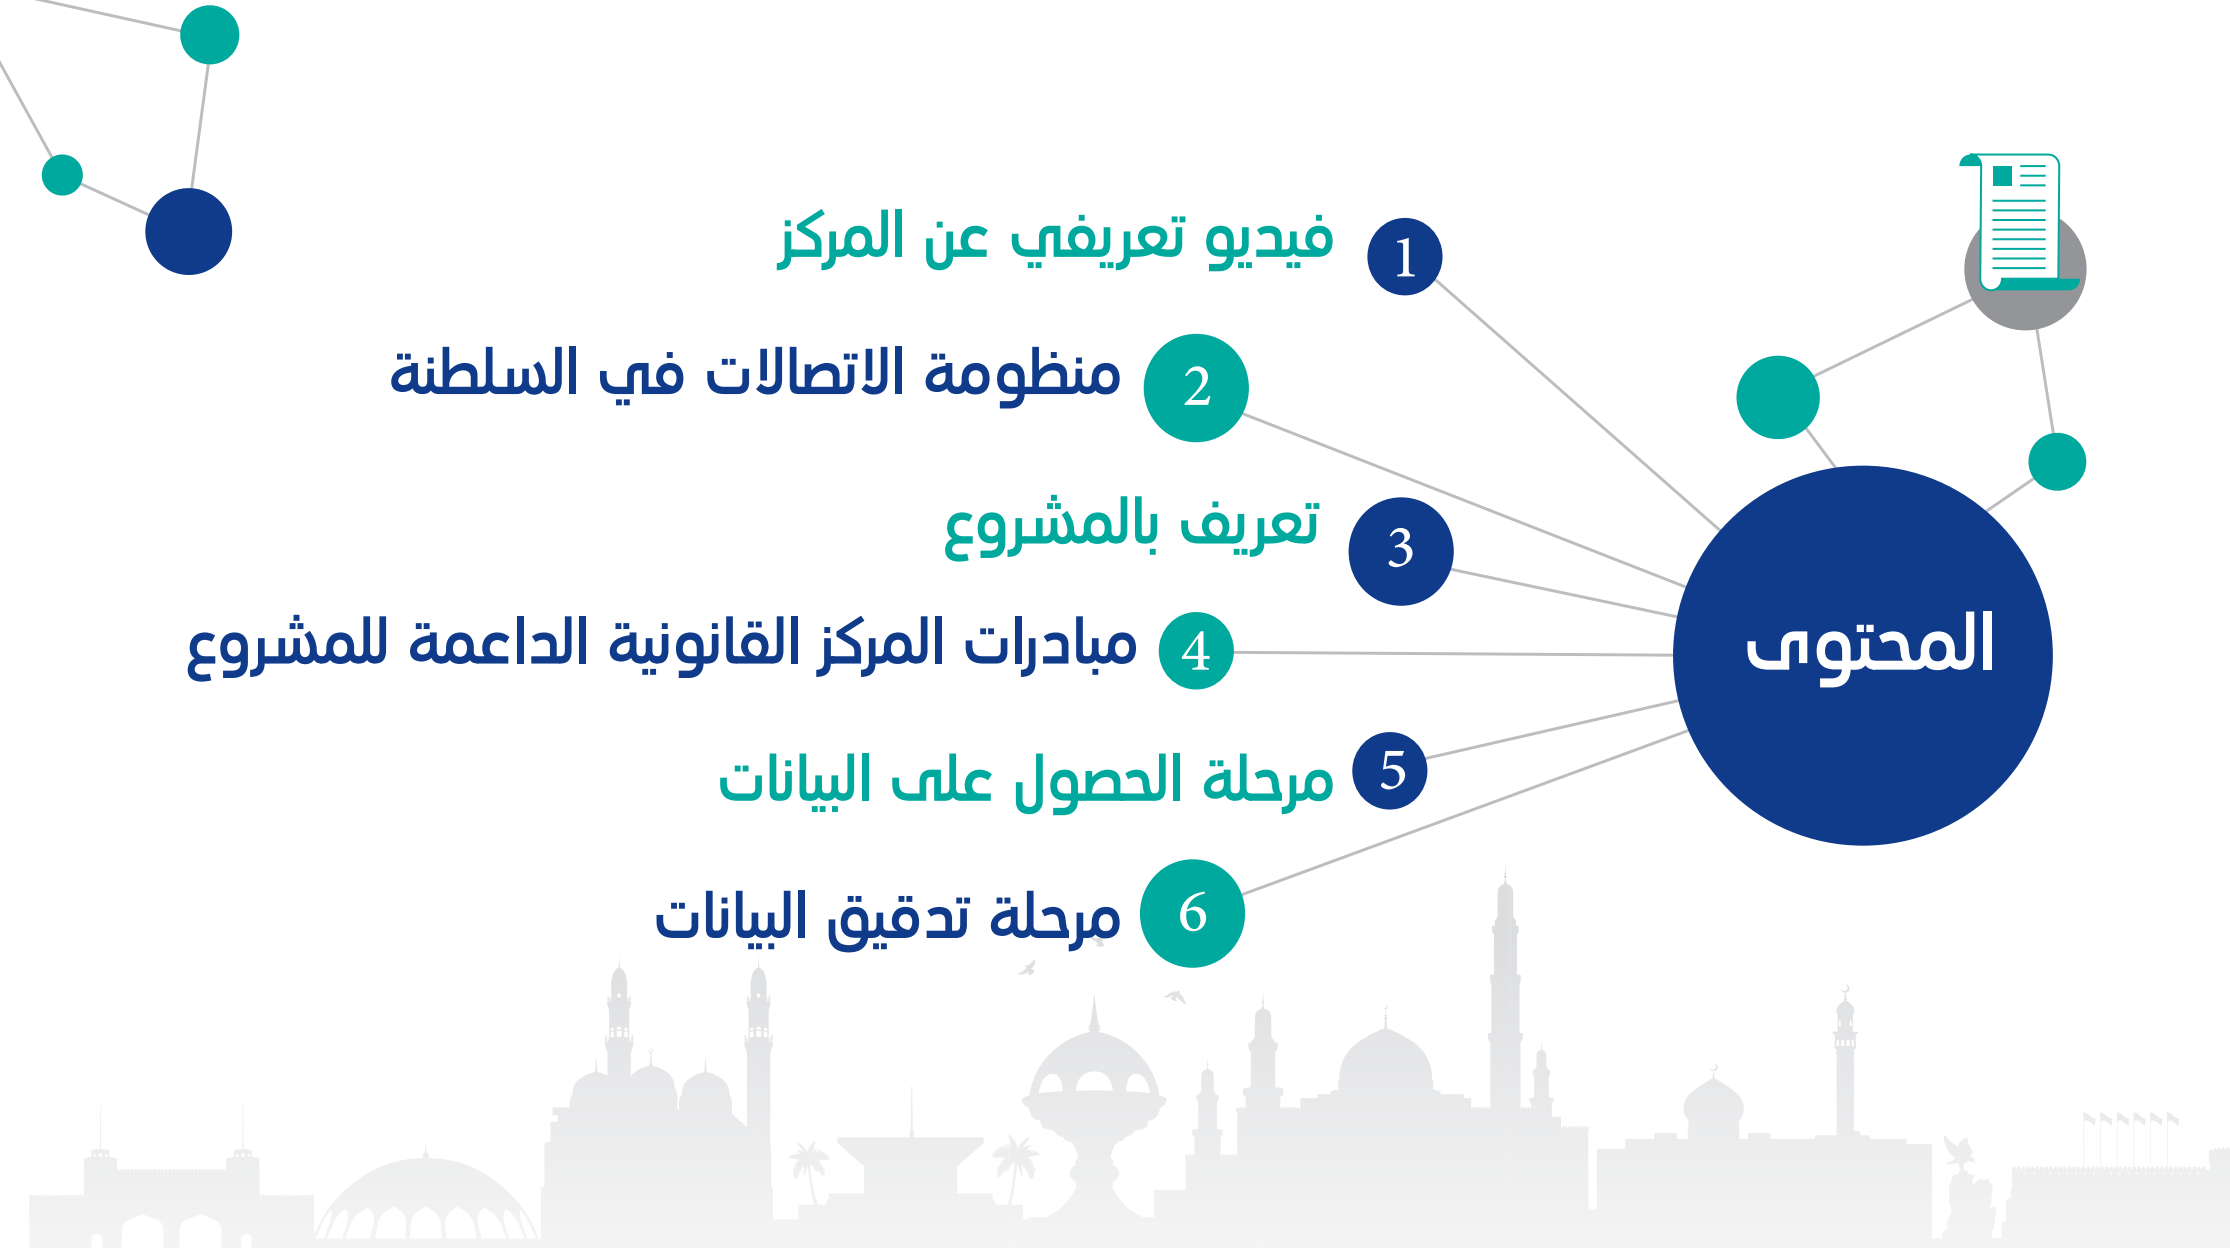 المحتوى
1 فيديو تعريفي عن المركز
2 منظومة الاتصالات في السلطنة
3 تعريف بالمشروع
4 مبادرات المركز القانونية الداعمة للمشروع
5 مرحلة الحصول على البيانات
6 مرحلة تدقيق البيانات